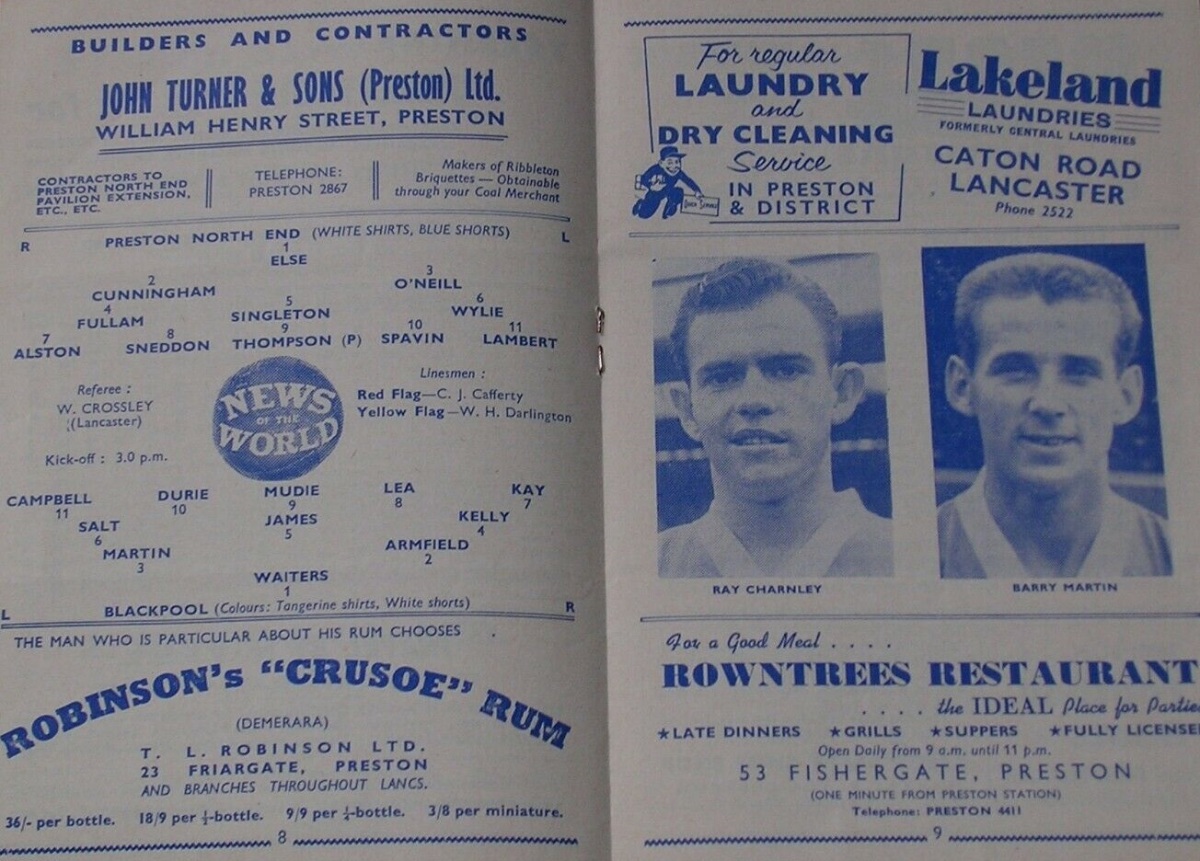 BUILDERS AND CONTRACTORS
JOHN TURNER & SONS (Preston) Ltd.
WILLIAM HENRY STREET, PRESTON
CONTRACTORS TO
PRESTON NORTH END
PAVILION EXTENSION,
ETC., ETC.
TELEPHONE:
PRESTON 2867
Makers of Ribbleton
Briquettes — Obtainable
through your Coal Merchant
R PRESTON NORTH END (WHITE SHIRTS, BLUE SHORTS) L
1
ELSE
2 3
CUNNINGHAM O'NEILL
4 5 6
FULLAM SINGLETON WYLIE
7 8 9 10 11
ALSTON SNEDDON THOMPSON (P) SPAVIN LAMBERT
Referee :
W. CROSSLEY
(Lancaster)
Kick-off : 3.0 p.m.
NEWS
OF THE
WORLD
Linesmen :
Red Flag—C. J. Cafferty
Yellow Flag—W. H. Darlington
CAMPBELL DURIE MUDIE LEA KAY
11 10 9 8 7
SALT JAMES KELLY
6 5 4
MARTIN ARMFIELD
3 2
WAITERS
1
L BLACKPOOL (Colours: Tangerine shirts, White shorts) R
THE MAN WHO IS PARTICULAR ABOUT HIS RUM CHOOSES
ROBINSON'S "CRUSOE" RUM
(DEMERARA)
T. L. ROBINSON LTD.
23 FRIARGATE, PRESTON
AND BRANCHES THROUGHOUT LANCS.
36/- per bottle. 18/9 per ½-bottle. 9/9 per ¼-bottle. 3/8 per miniature.
8
For regular
LAUNDRY
and
DRY CLEANING
Service
IN PRESTON
& DISTRICT
Lakeland
LAUNDRIES
FORMERLY CENTRAL LAUNDRIES
CATON ROAD
LANCASTER
Phone 2522
RAY CHARNLEY BARRY MARTIN
For a Good Meal . . . .
ROWNTREES RESTAURANT
. . . . the IDEAL Place for Partie
★LATE DINNERS ★GRILLS ★SUPPERS ★FULLY LICENSE
Open Daily from 9 a.m. until 11 p.m.
53 FISHERGATE, PRESTON
(ONE MINUTE FROM PRESTON STATION)
Telephone: PRESTON 4411
9